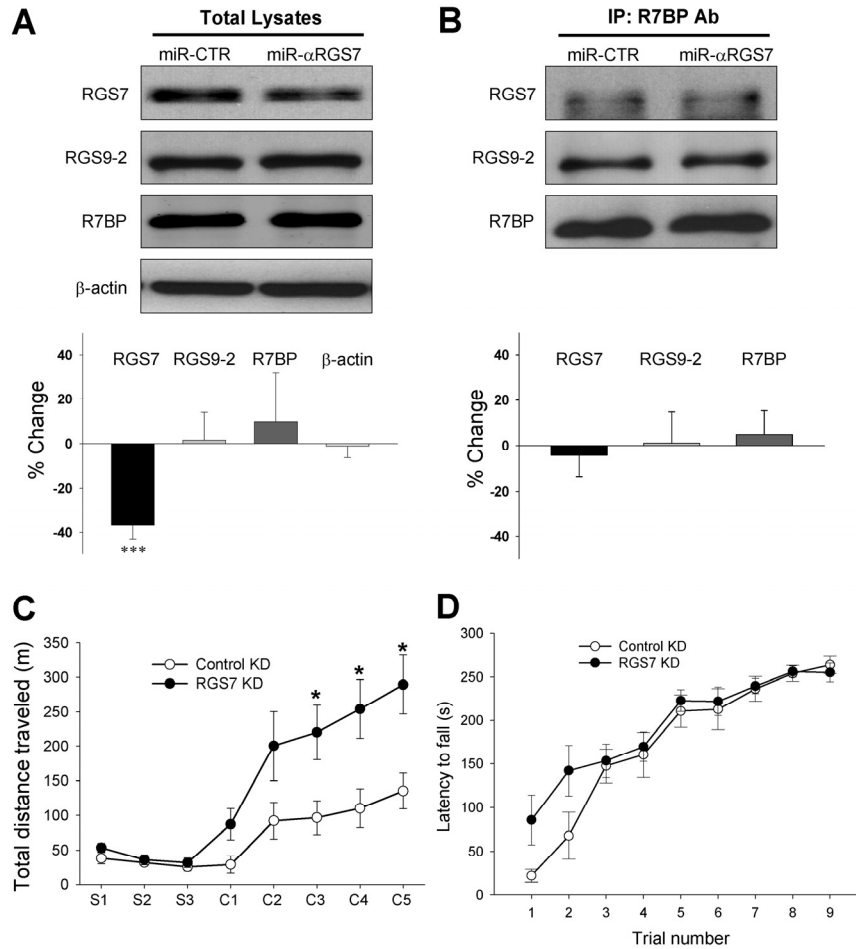 A
Total Lysates
miR-CTR miR-αRGS7
RGS7
RGS9-2
R7BP
β-actin
40
20
0
-20
-40
% Change
RGS7 RGS9-2 R7BP β-actin
***
B
IP: R7BP Ab
miR-CTR miR-αRGS7
RGS7
RGS9-2
R7BP
40
20
0
-20
-40
% Change
RGS7 RGS9-2 R7BP
C
350
300
250
200
150
100
50
0
Total distance traveled (m)
Control KD
RGS7 KD
* * *
S1 S2 S3 C1 C2 C3 C4 C5
D
300
250
200
150
100
50
0
Latency to fall (s)
Control KD
RGS7 KD
1 2 3 4 5 6 7 8 9
Trial number